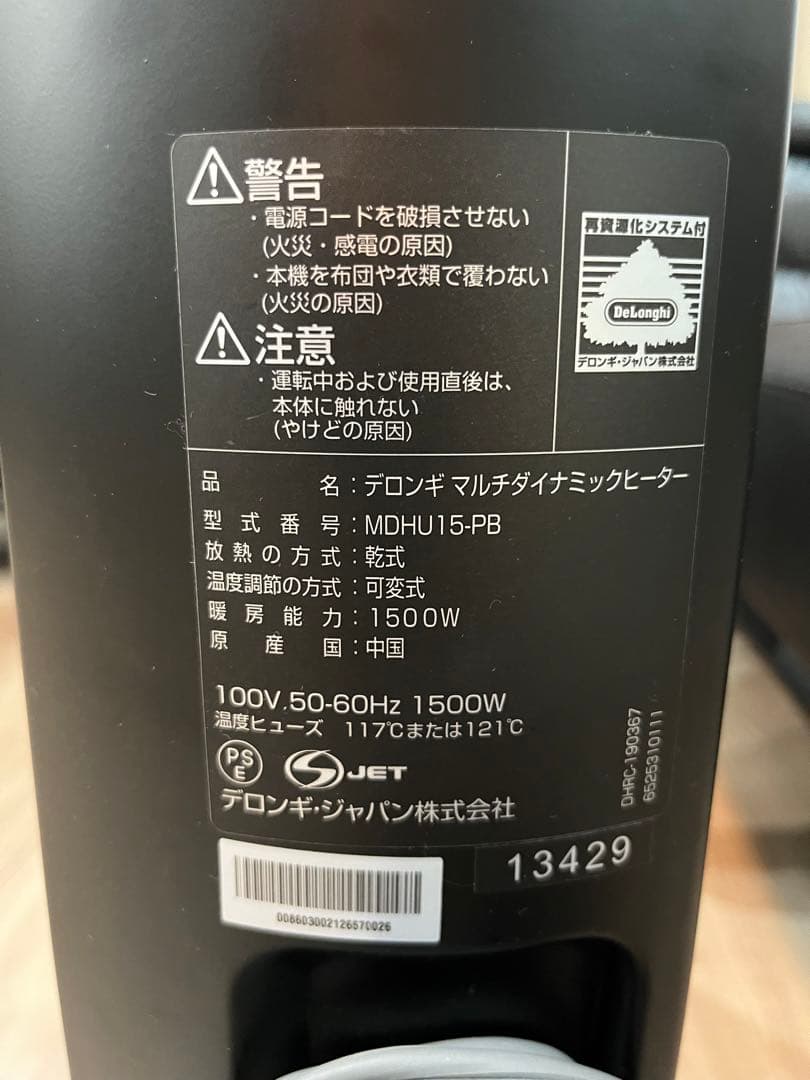 警告
・電源コードを破損させない
(火災・感電の原因)
・本機を布団や衣類で覆わない
(火災の原因)
注意
・運転中および使用直後は、
本体に触れない
(やけどの原因)
再資源化システム付
DeLonghi
デロンギ・ジャパン株式会社
品　　　名：デロンギ マルチダイナミックヒーター
型式番号：MDHU15-PB
放熱の方式：乾式
温度調節の方式：可変式
暖房能力：1500W
原産国：中国
100V.50-60Hz 1500W
温度ヒューズ　117℃または121℃
PS
E
JET
デロンギ・ジャパン株式会社
DHRC-190367
6525310111
13429
008603002126570026